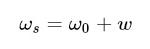 ω_s = ω_0 + w